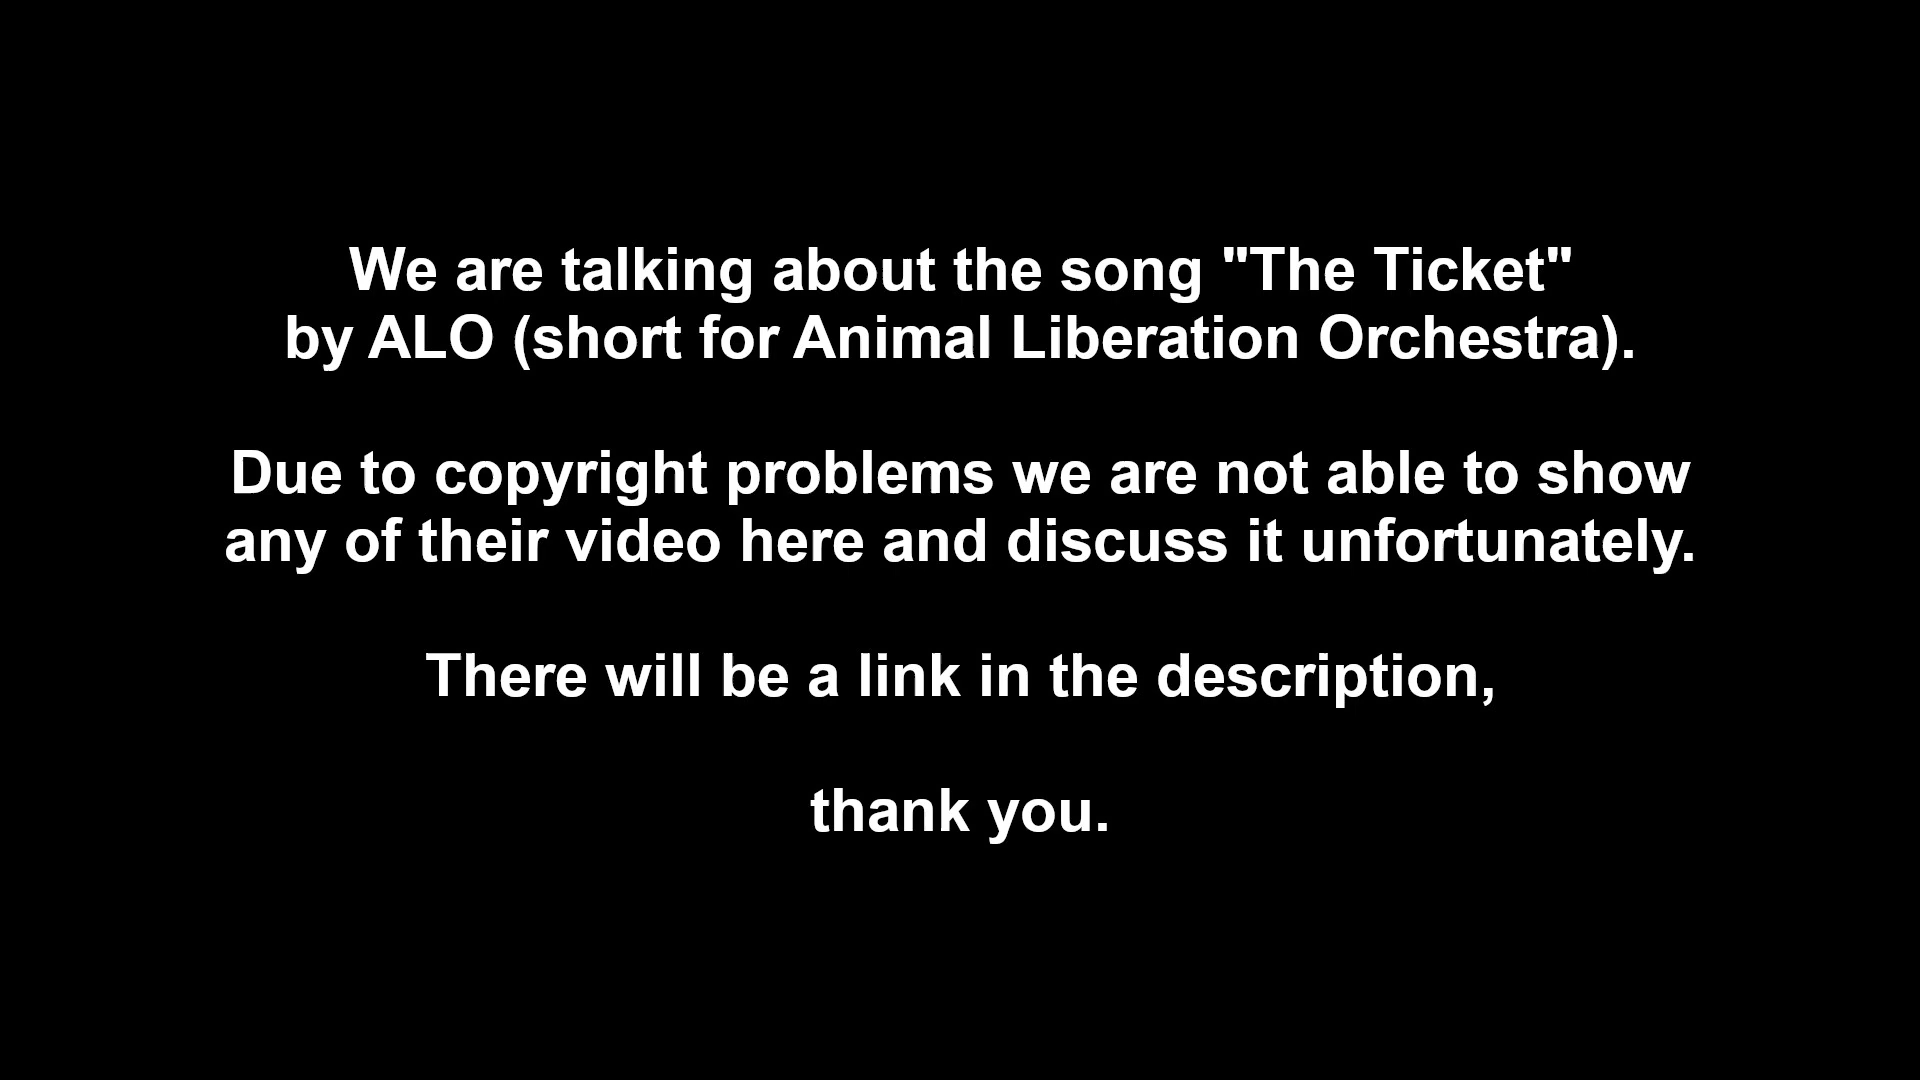 We are talking about the song "The Ticket"
by ALO (short for Animal Liberation Orchestra).
Due to copyright problems we are not able to show
any of their video here and discuss it unfortunately.
There will be a link in the description,
thank you.